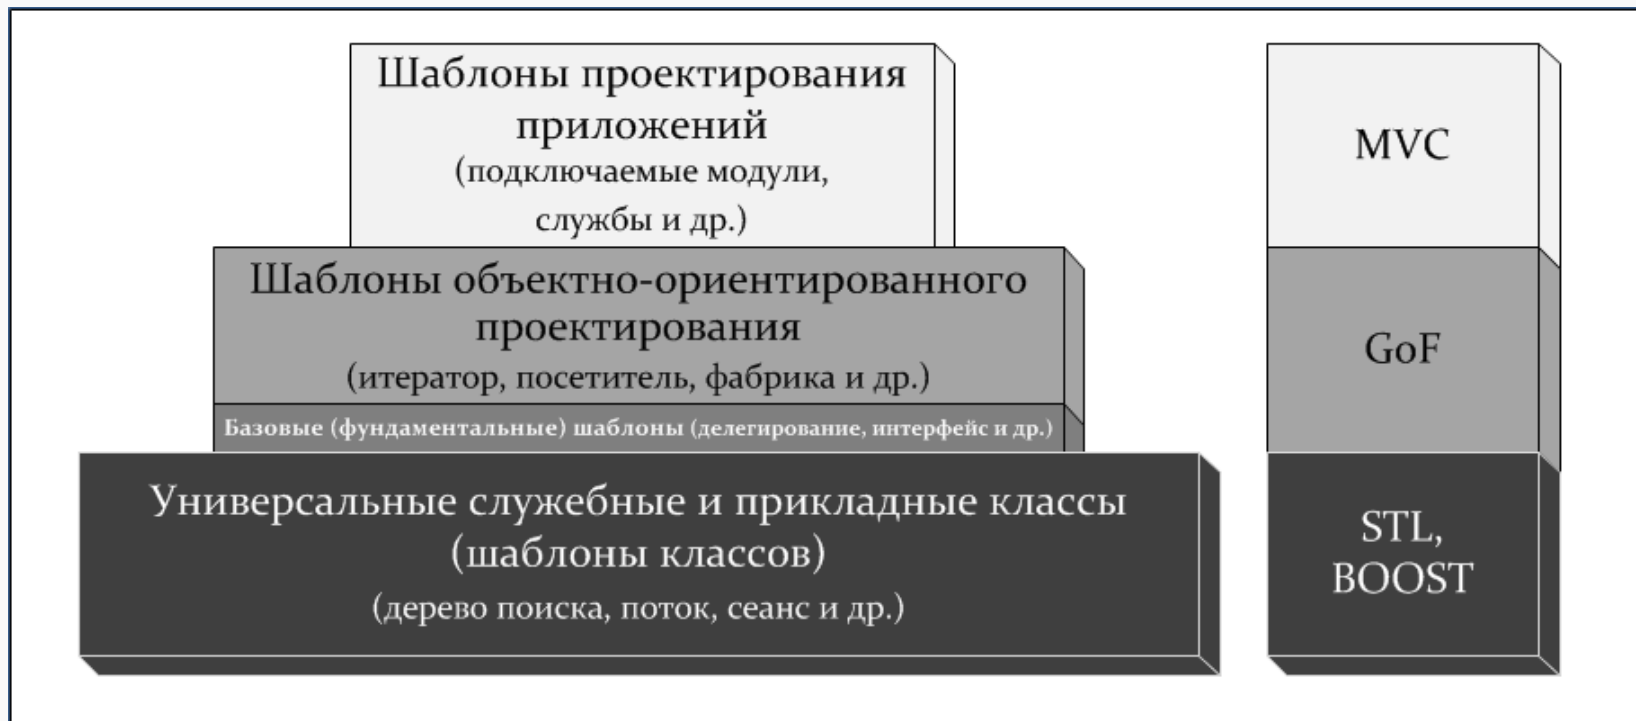 Шаблоны проектирования
приложений
(подключаемые модули,
службы и др.)
MVC
Шаблоны объектно-ориентированного
проектирования
(итератор, посетитель, фабрика и др.)
GoF
Базовые (фундаментальные) шаблоны (делегирование, интерфейс и др.)
Универсальные служебные и прикладные классы
(шаблоны классов)
(дерево поиска, поток, сеанс и др.)
STL,
BOOST